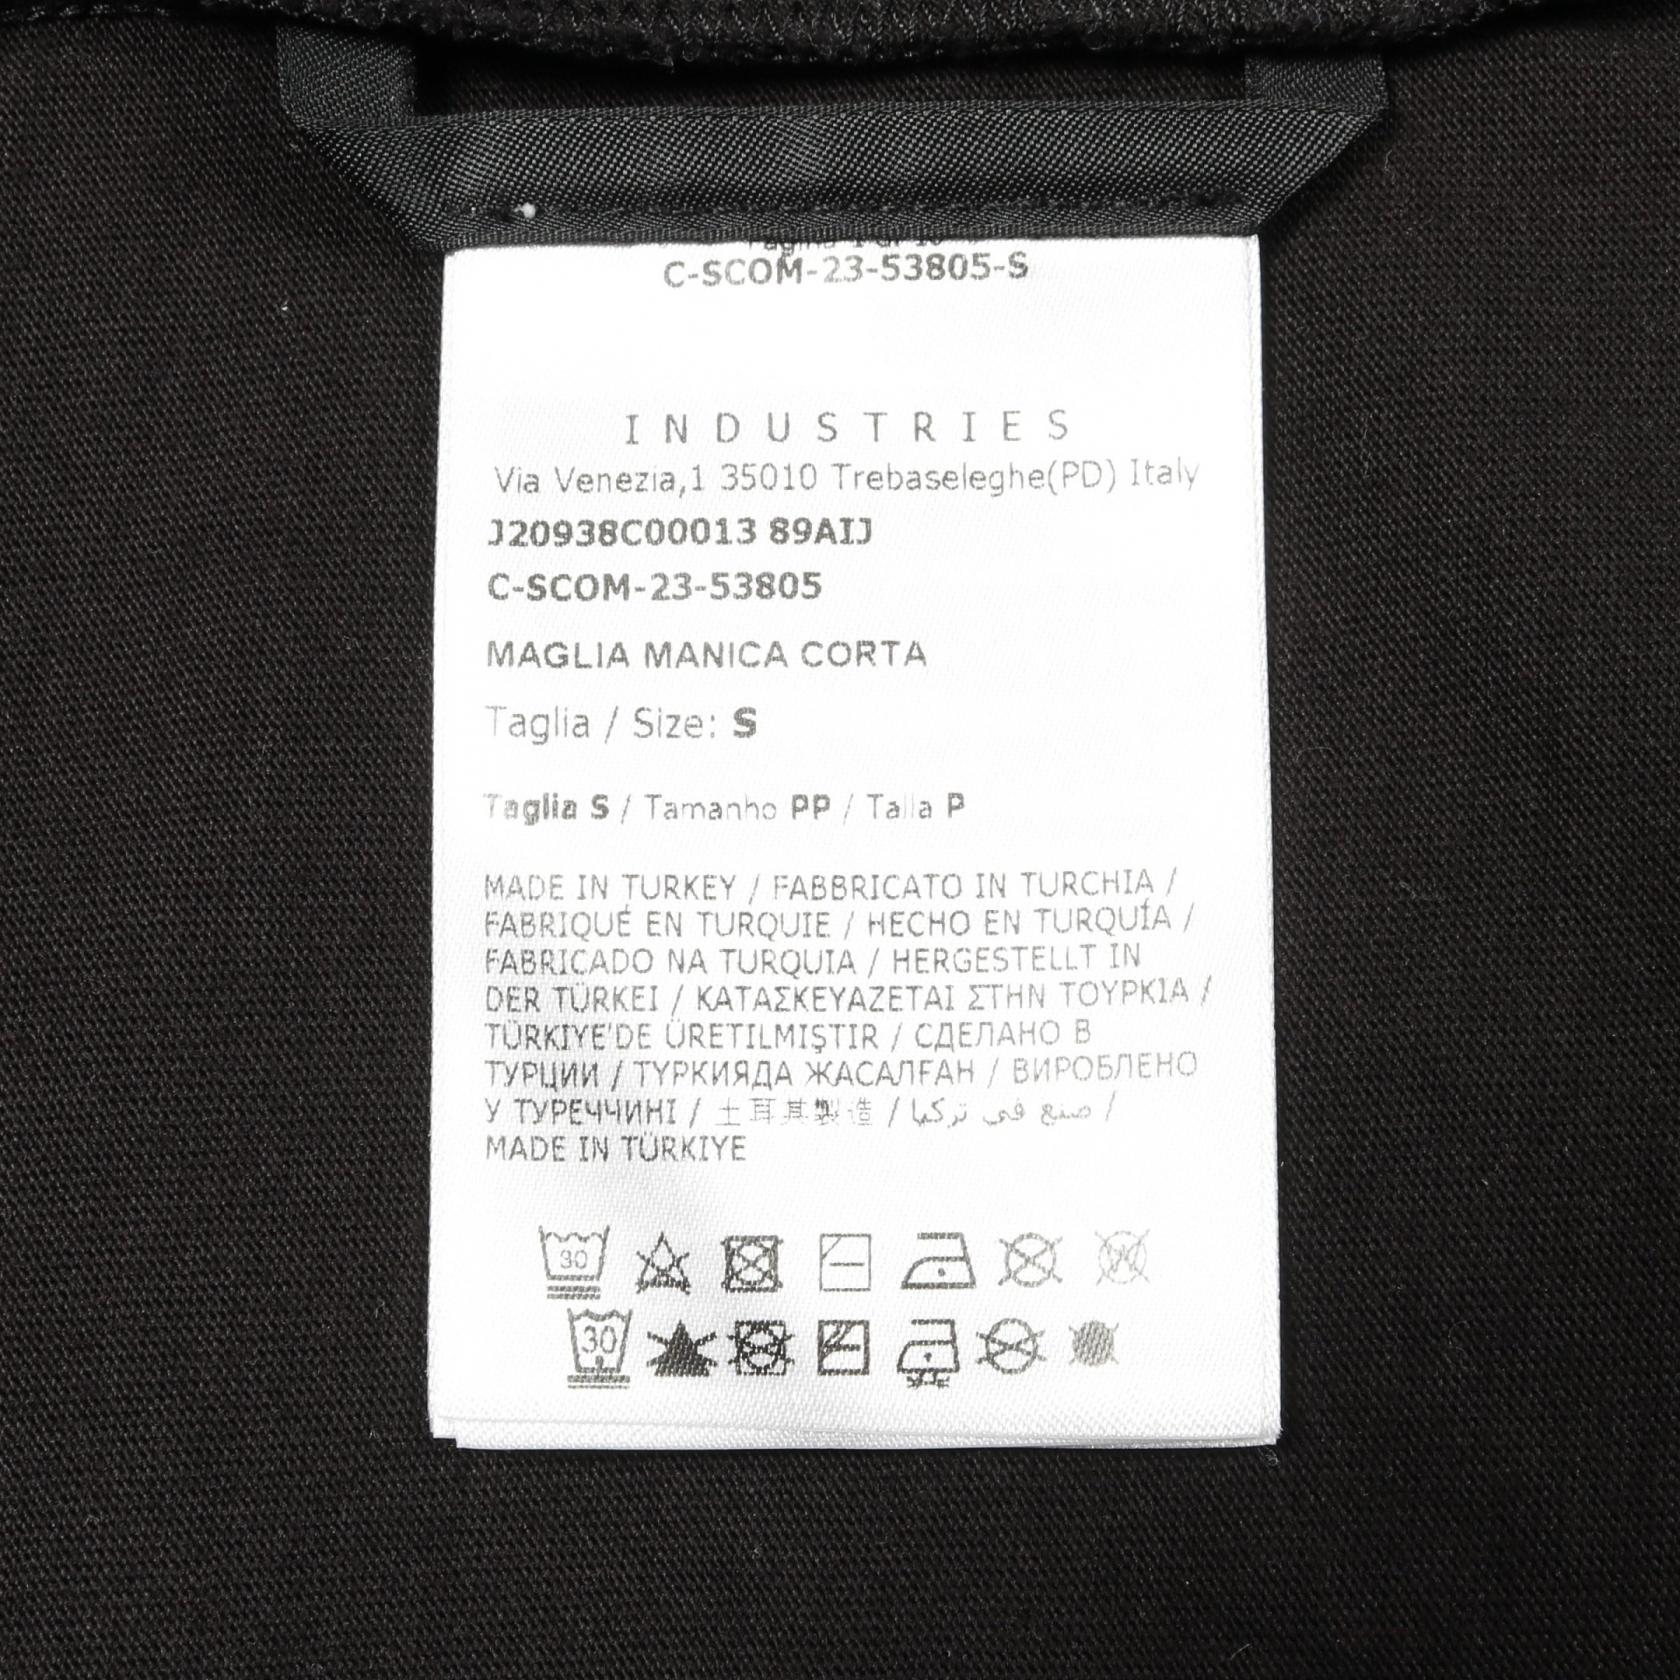 C-SCOM-23-53805-S
INDUSTRIES
Via Venezia,1 35010 Trebaseleghe(PD) Italy
J20938C00013 89AIJ
C-SCOM-23-53805
MAGLIA MANICA CORTA
Taglia / Size: S
Taglia S / Tamanho PP / Talla P
MADE IN TURKEY / FABBRICATO IN TURCHIA /
FABRIQUÉ EN TURQUIE / HECHO EN TURQUÍA /
FABRICADO NA TURQUIA / HERGESTELLT IN
DER TÜRKEI / ΚΑΤΑΣΚΕΥΑΖΕΤΑΙ ΣΤΗΝ ΤΟΥΡΚΙΑ /
TÜRKIYE'DE ÜRETILMIŞTIR / СДЕЛАНО В
ТУРЦИИ / ТҮРКИЯДА ЖАСАЛҒАН / ВИРОБЛЕНО
У ТУРЕЧЧИНІ / 土耳其製造 / صنع في تركيا /
MADE IN TÜRKIYE
30
30